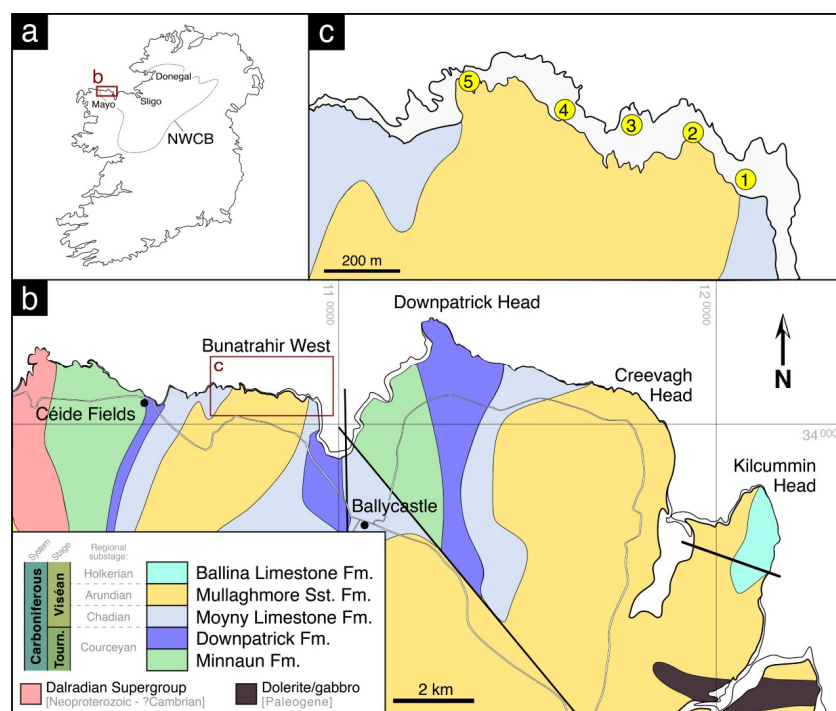 a
b
Donegal
Mayo
Sligo
NWCB
c
5
4
3
2
1
200 m
b
11 0000
12 0000
Downpatrick Head
Bunatrahir West
c
N
Creevagh
Head
Céide Fields
34 000
Kilcummin
Head
Ballycastle
System
Stage
Regional
substage:
Carboniferous
Viséan
Tourn.
Holkerian
Ballina Limestone Fm.
Arundian
Mullaghmore Sst. Fm.
Chadian
Moyny Limestone Fm.
Courceyan
Downpatrick Fm.
Minnaun Fm.
Dalradian Supergroup
[Neoproterozoic - ?Cambrian]
Dolerite/gabbro
[Paleogene]
2 km